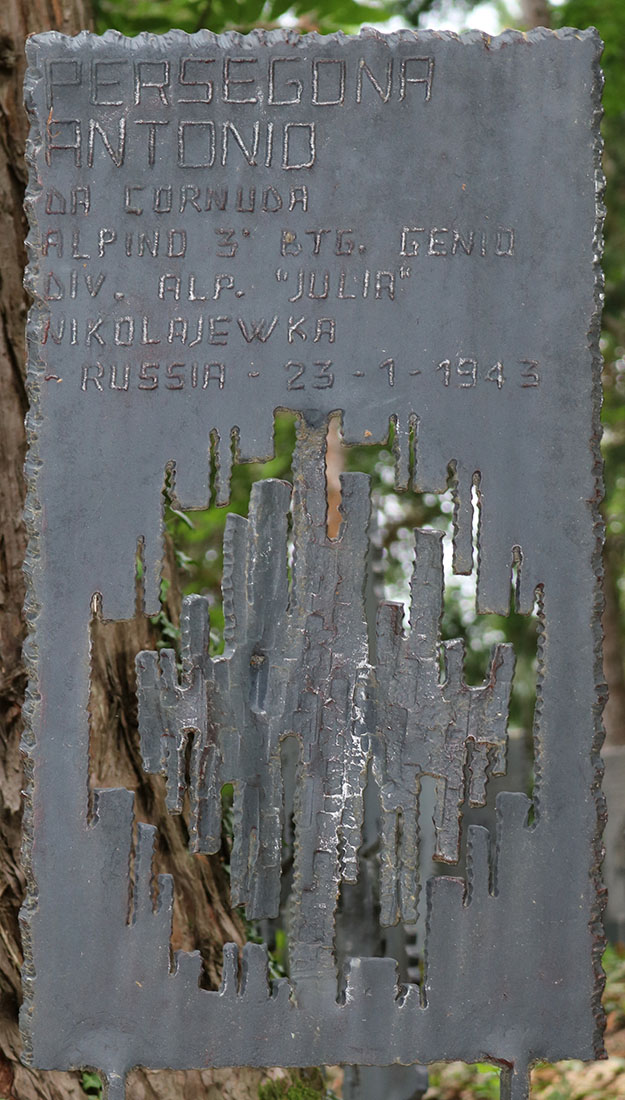 PERSEGONA
ANTONIO
DA CORNUDA
ALPINO 3° BTG. GENIO
DIV. ALP. "JULIA"
NIKOLAJEWKA
- RUSSIA - 23 - 1 - 1943